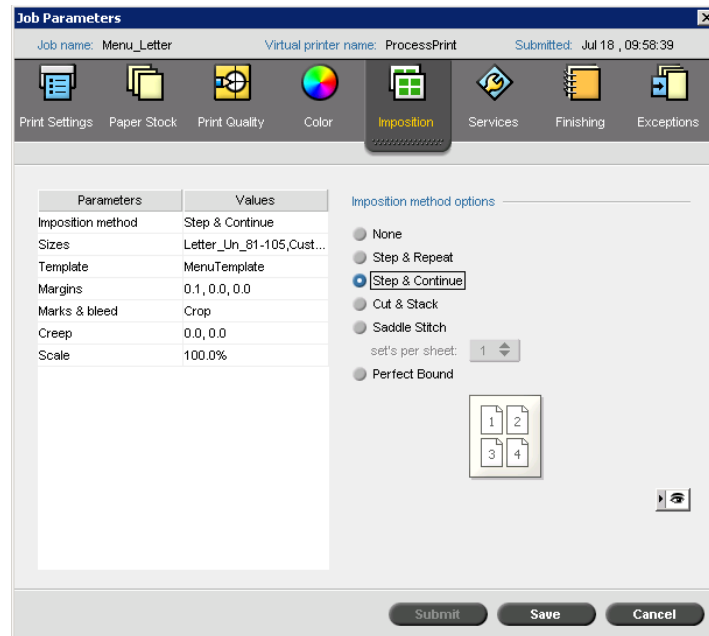 Job Parameters
Job name: Menu_Letter Virtual printer name: ProcessPrint Submitted: Jul 18 , 09:58:39
Print Settings Paper Stock Print Quality Color Imposition Services Finishing Exceptions
Parameters Values
Imposition method Step & Continue
Sizes Letter_Un_81-105,Cust...
Template MenuTemplate
Margins 0.1, 0.0, 0.0
Marks & bleed Crop
Creep 0.0, 0.0
Scale 100.0%
Imposition method options
None
Step & Repeat
Step & Continue
Cut & Stack
Saddle Stitch
set's per sheet: 1
Perfect Bound
1 2
3 4
Submit Save Cancel